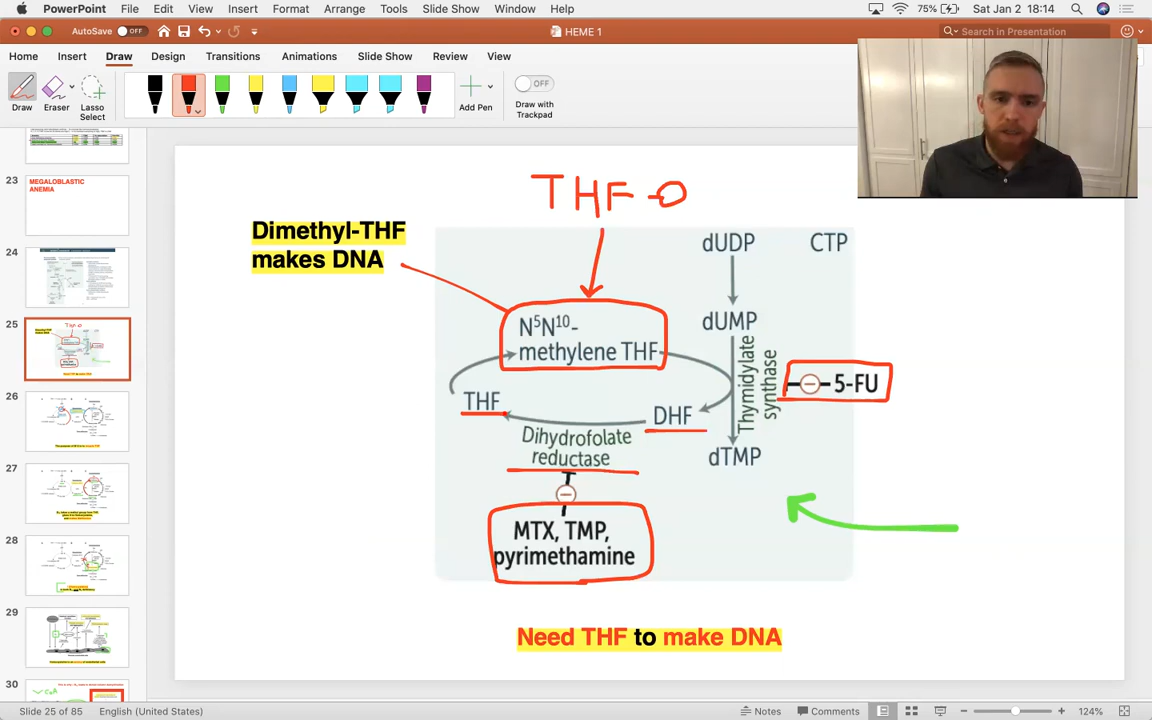 PowerPoint File Edit View Insert Format Arrange Tools Slide Show Window Help 75% Sat Jan 2 18:14
AutoSave OFF HEME 1 Search in Presentation
Home Insert Draw Design Transitions Animations Slide Show Review View
OFF
Draw Eraser Lasso Select Add Pen Draw with Trackpad
23
MEGALOBLASTIC
ANEMIA
24
25
26
27
28
29
30
THF
Dimethyl-THF
makes DNA
dUDP CTP
N⁵N¹⁰-
methylene THF
dUMP
Thymidylate
synthase
5-FU
THF
DHF
Dihydrofolate
reductase
dTMP
MTX, TMP,
pyrimethamine
Need THF to make DNA
Slide 25 of 85 English (United States) Notes Comments 124%